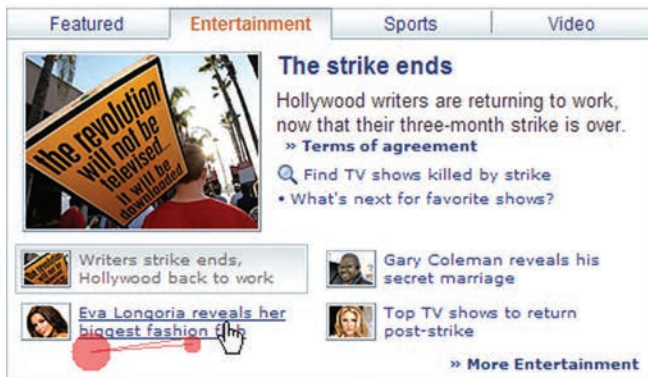 Featured Entertainment Sports Video
The strike ends
Hollywood writers are returning to work,
now that their three-month strike is over.
» Terms of agreement
Find TV shows killed by strike
• What's next for favorite shows?
the revolution
will not be
televised...
it will be
downloaded
Writers strike ends,
Hollywood back to work
Gary Coleman reveals his
secret marriage
Eva Longoria reveals her
biggest fashion
Top TV shows to return
post-strike
» More Entertainment